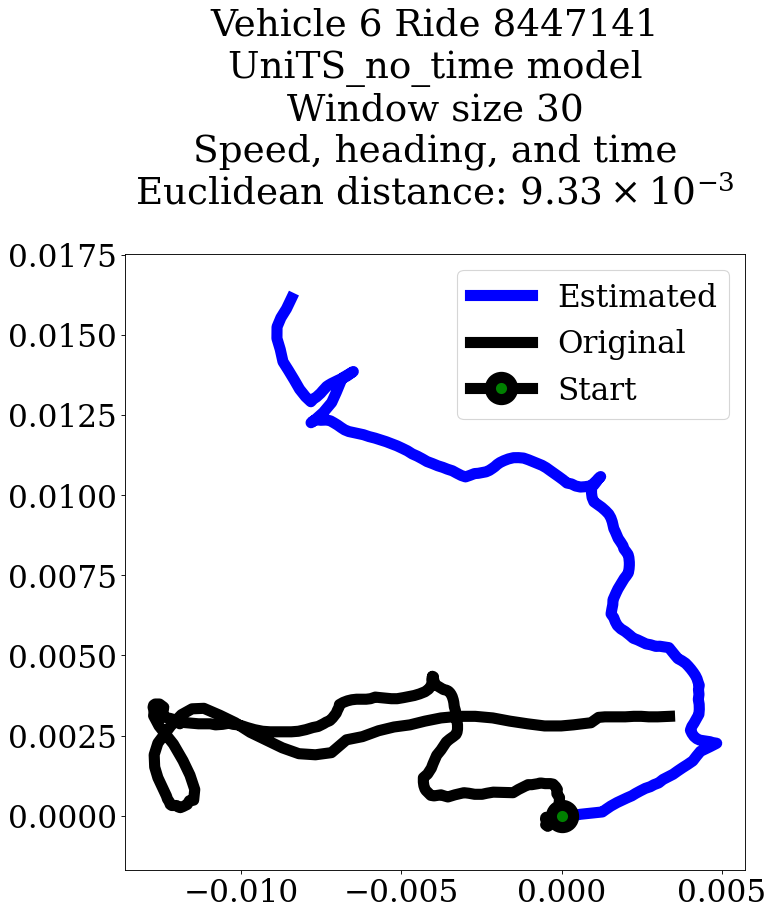 Vehicle 6 Ride 8447141
UniTS_no_time model
Window size 30
Speed, heading, and time
Euclidean distance: 9.33 × 10⁻³
0.0175
0.0150
0.0125
0.0100
0.0075
0.0050
0.0025
0.0000
Estimated
Original
Start
−0.010 −0.005 0.000 0.005